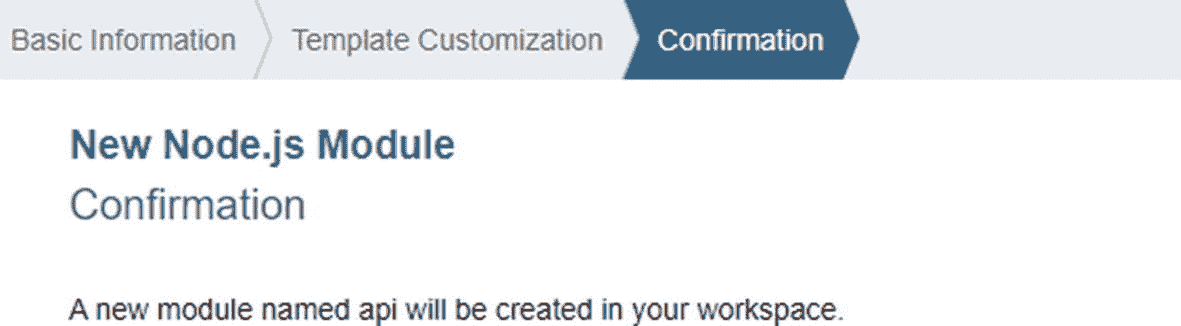 Basic Information Template Customization Confirmation
New Node.js Module
Confirmation
A new module named api will be created in your workspace.